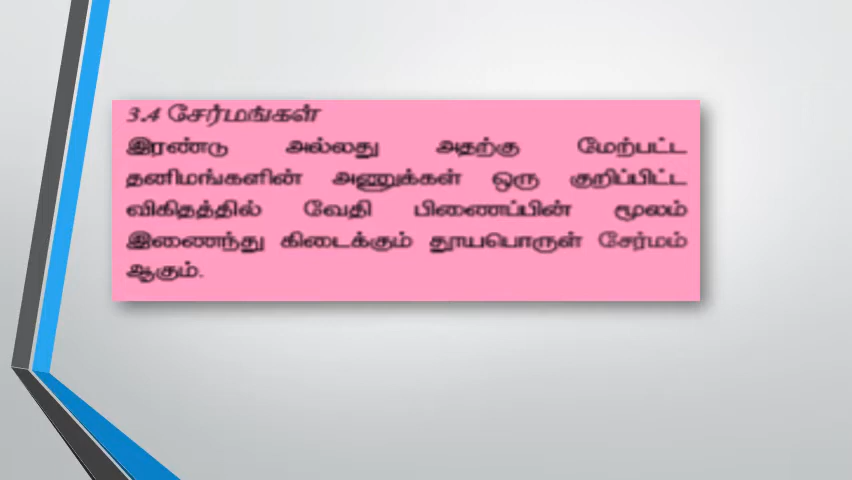 3.4 சேர்மங்கள்
இரண்டு அல்லது அதற்கு மேற்பட்ட
தனிமங்களின் அணுக்கள் ஒரு குறிப்பிட்ட
விகிதத்தில் வேதி பிணைப்பின் மூலம்
இணைந்து கிடைக்கும் தூயபொருள் சேர்மம்
ஆகும்.